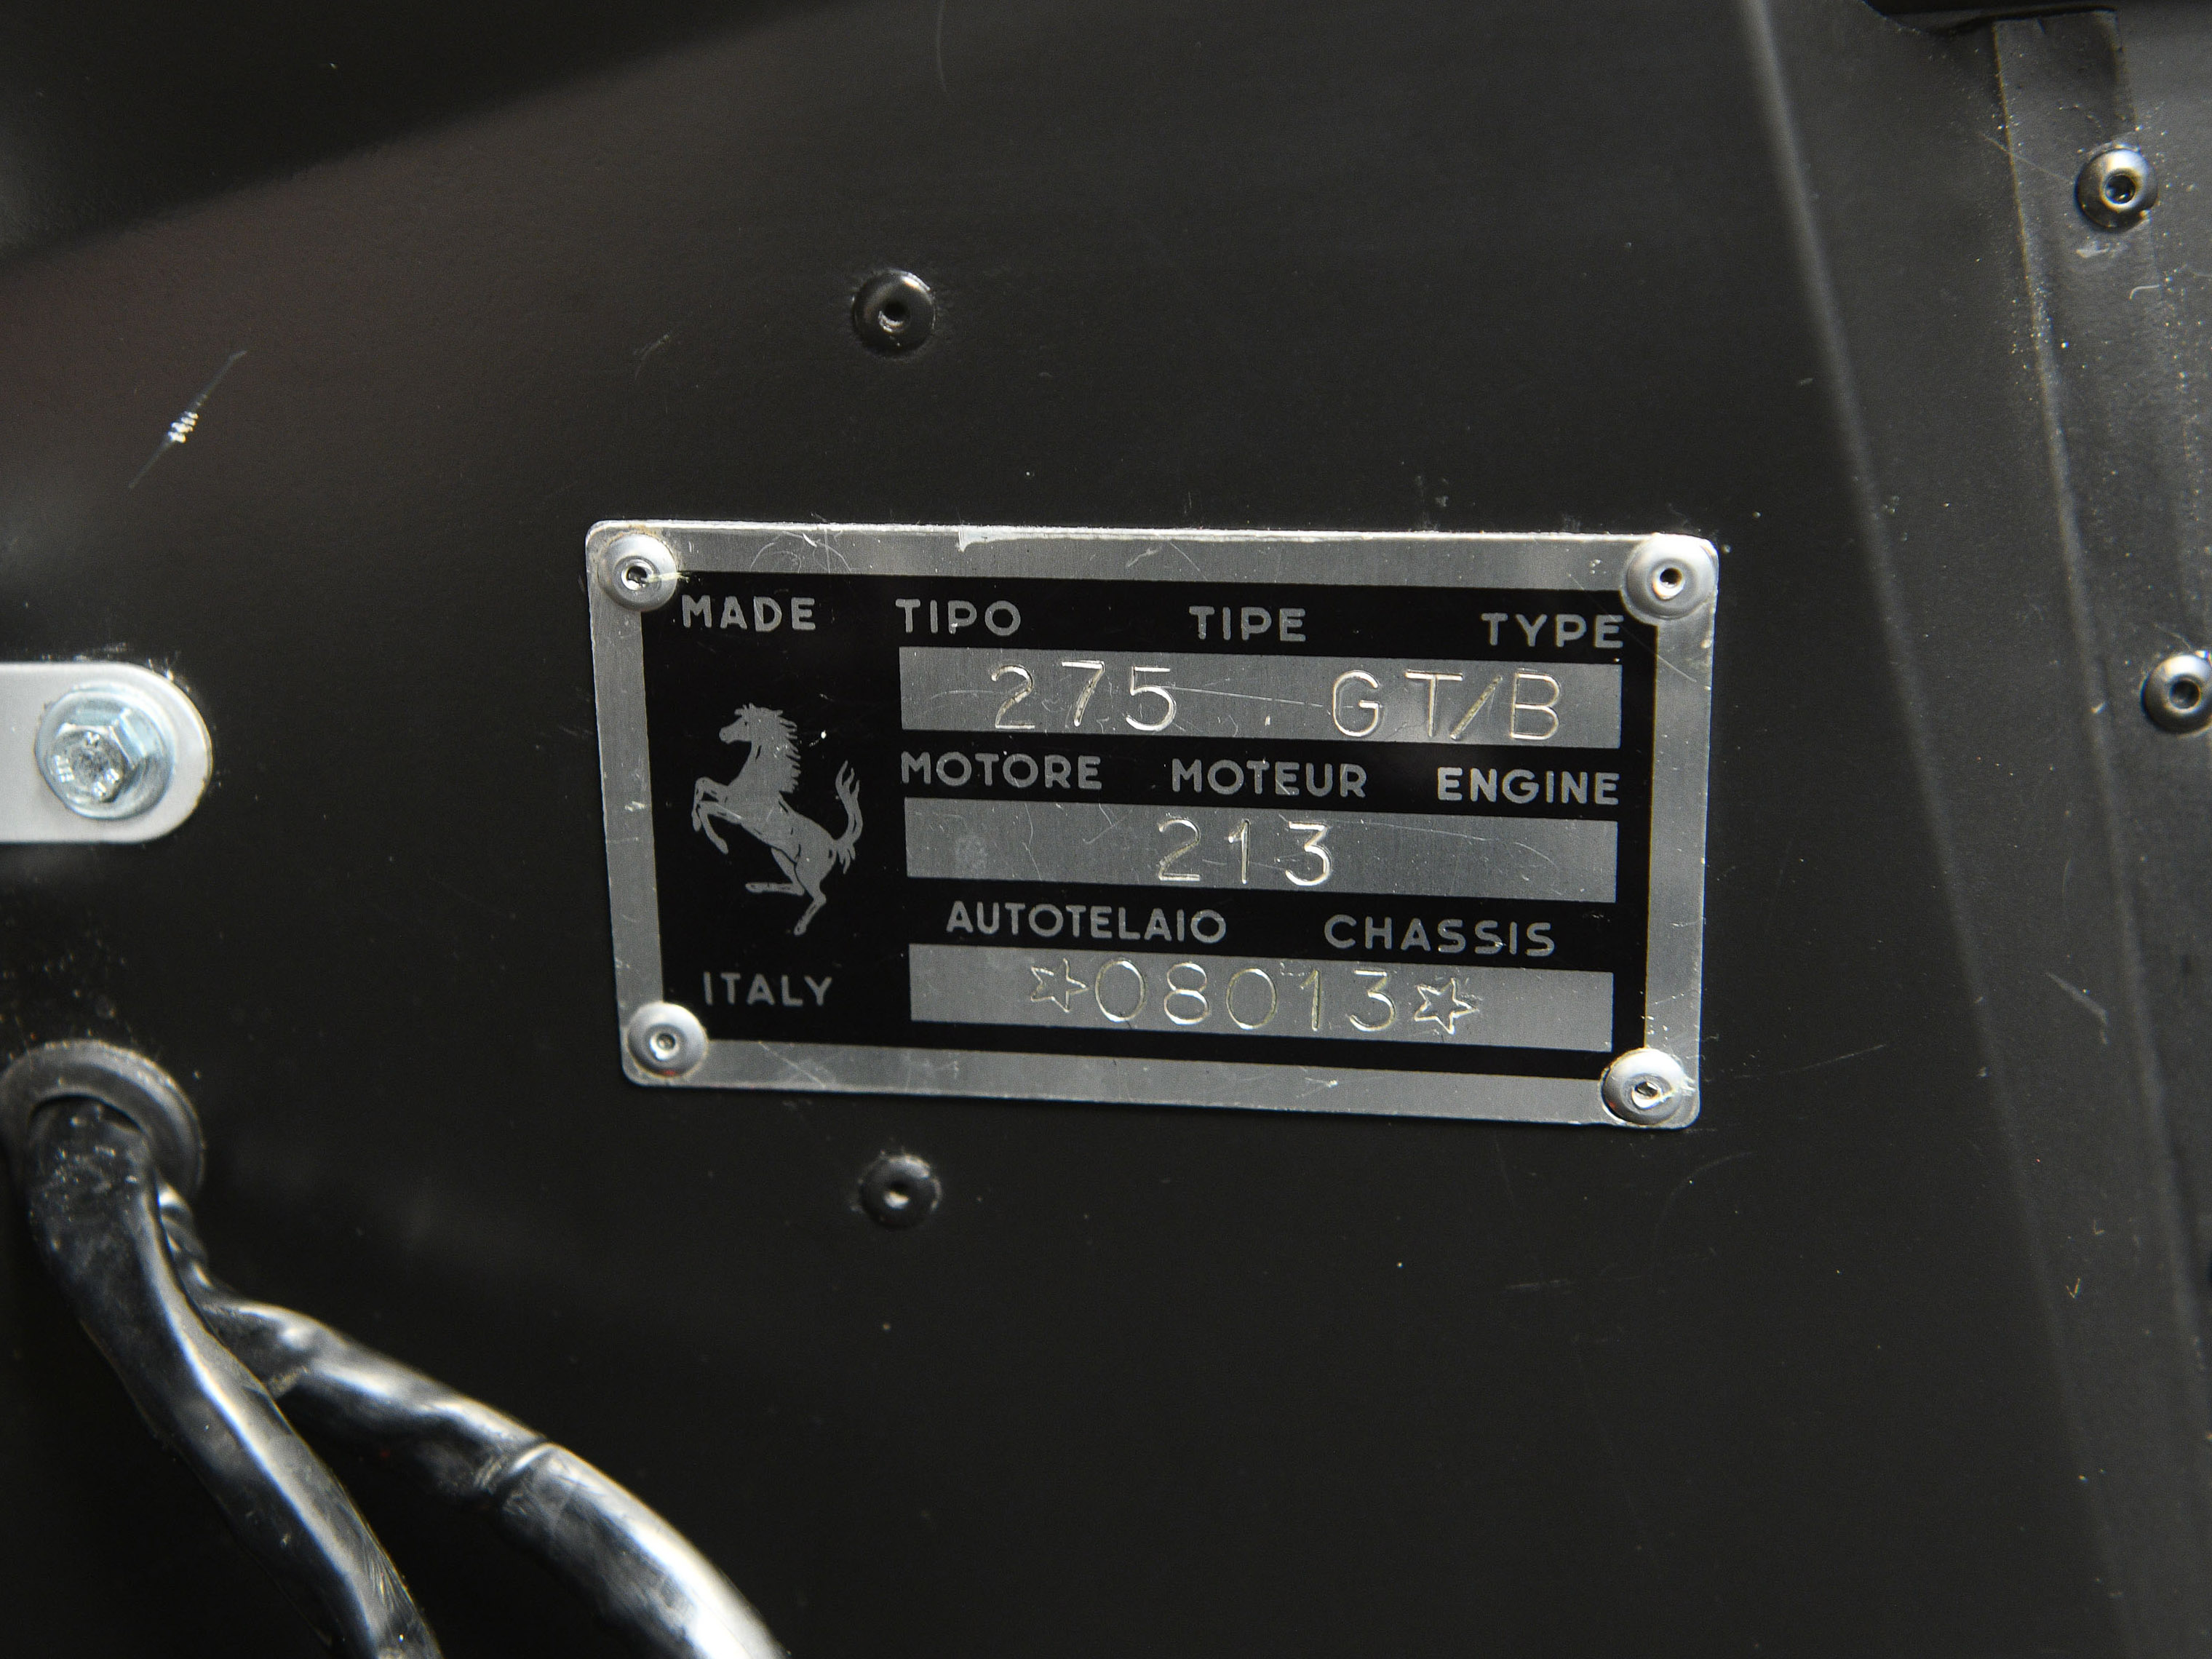 MADE TIPO TIPE TYPE
275 GT/B
MOTORE MOTEUR ENGINE
213
AUTOTELAIO CHASSIS
ITALY ☆08013☆